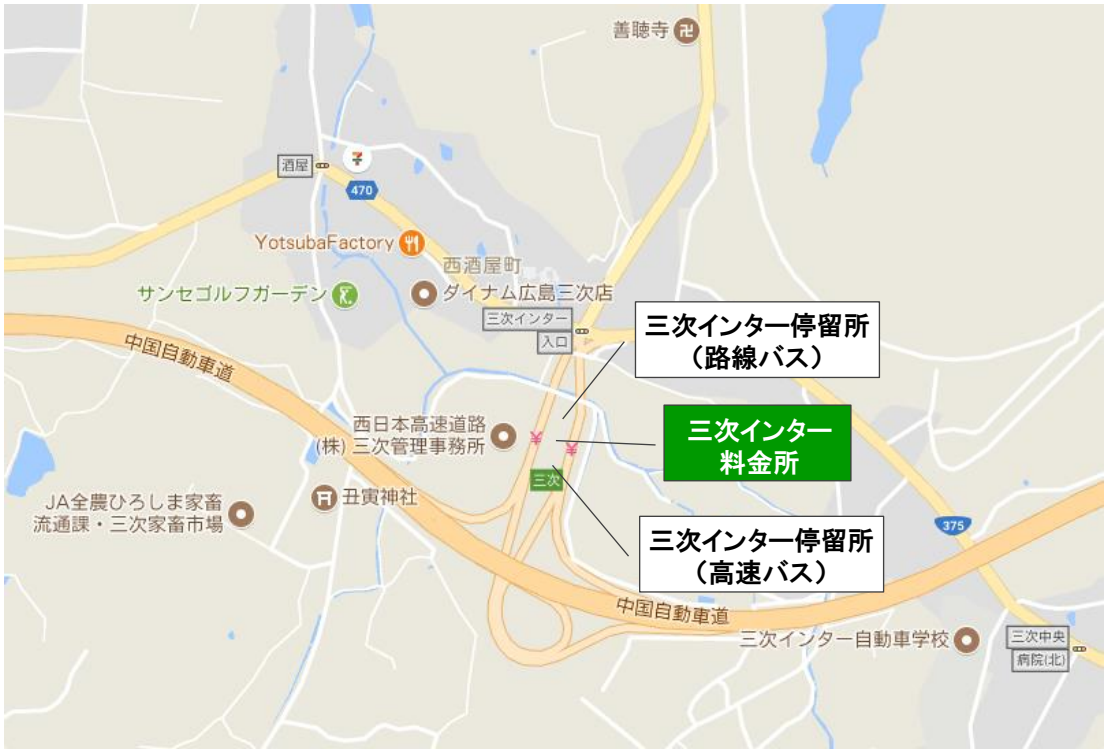 善聴寺
酒屋
470
YotsubaFactory
西酒屋町
サンセゴルフガーデン
ダイナム広島三次店
三次インター
入口
三次インター停留所
（路線バス）
中国自動車道
西日本高速道路
(株) 三次管理事務所
¥
¥
三次インター
料金所
三次
JA全農ひろしま家畜
流通課・三次家畜市場
丑寅神社
三次インター停留所
（高速バス）
375
中国自動車道
三次インター自動車学校
三次中央
病院(北)